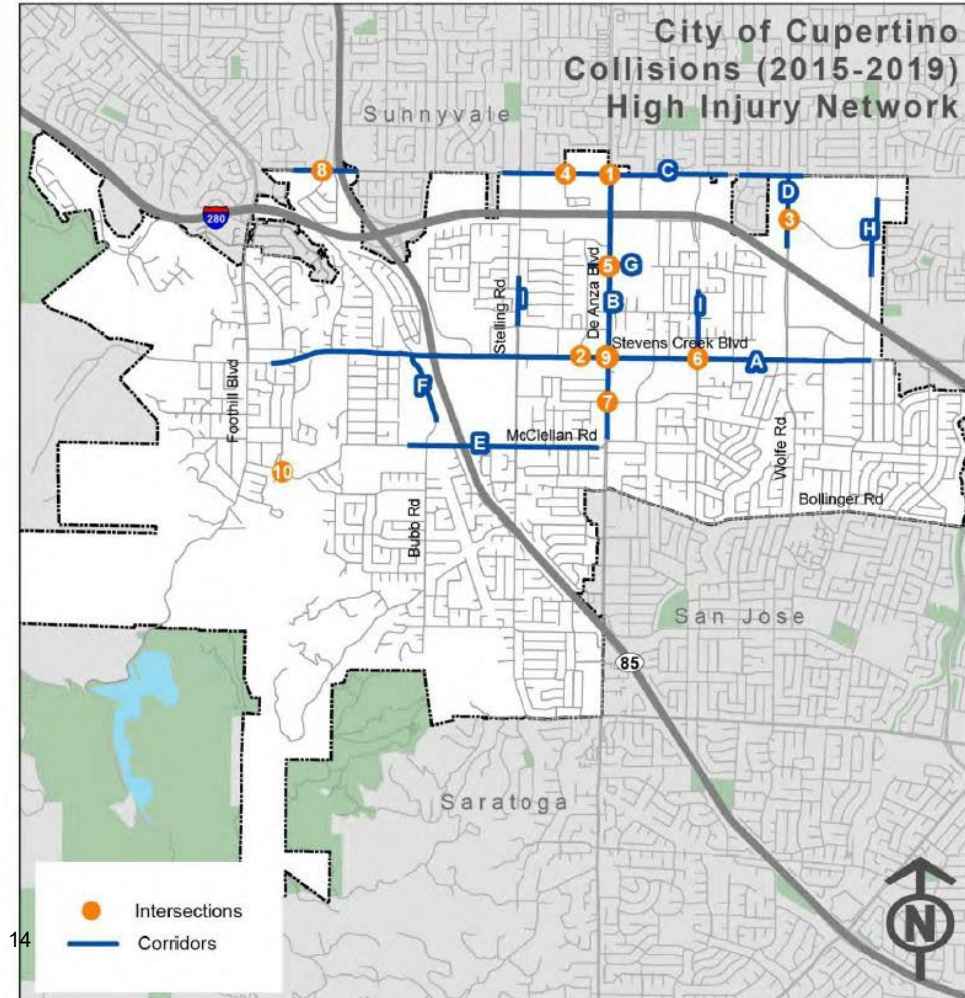 City of Cupertino
Collisions (2015-2019)
High Injury Network
Sunnyvale
8
4
1
C
D
280
3
H
5
G
De Anza Blvd
Stelling Rd
B
Stevens Creek Blvd
2
9
6
A
Foothill Blvd
F
7
E
McClellan Rd
Wolfe Rd
10
Bubb Rd
Bollinger Rd
San Jose
85
Saratoga
Intersections
Corridors
14
N